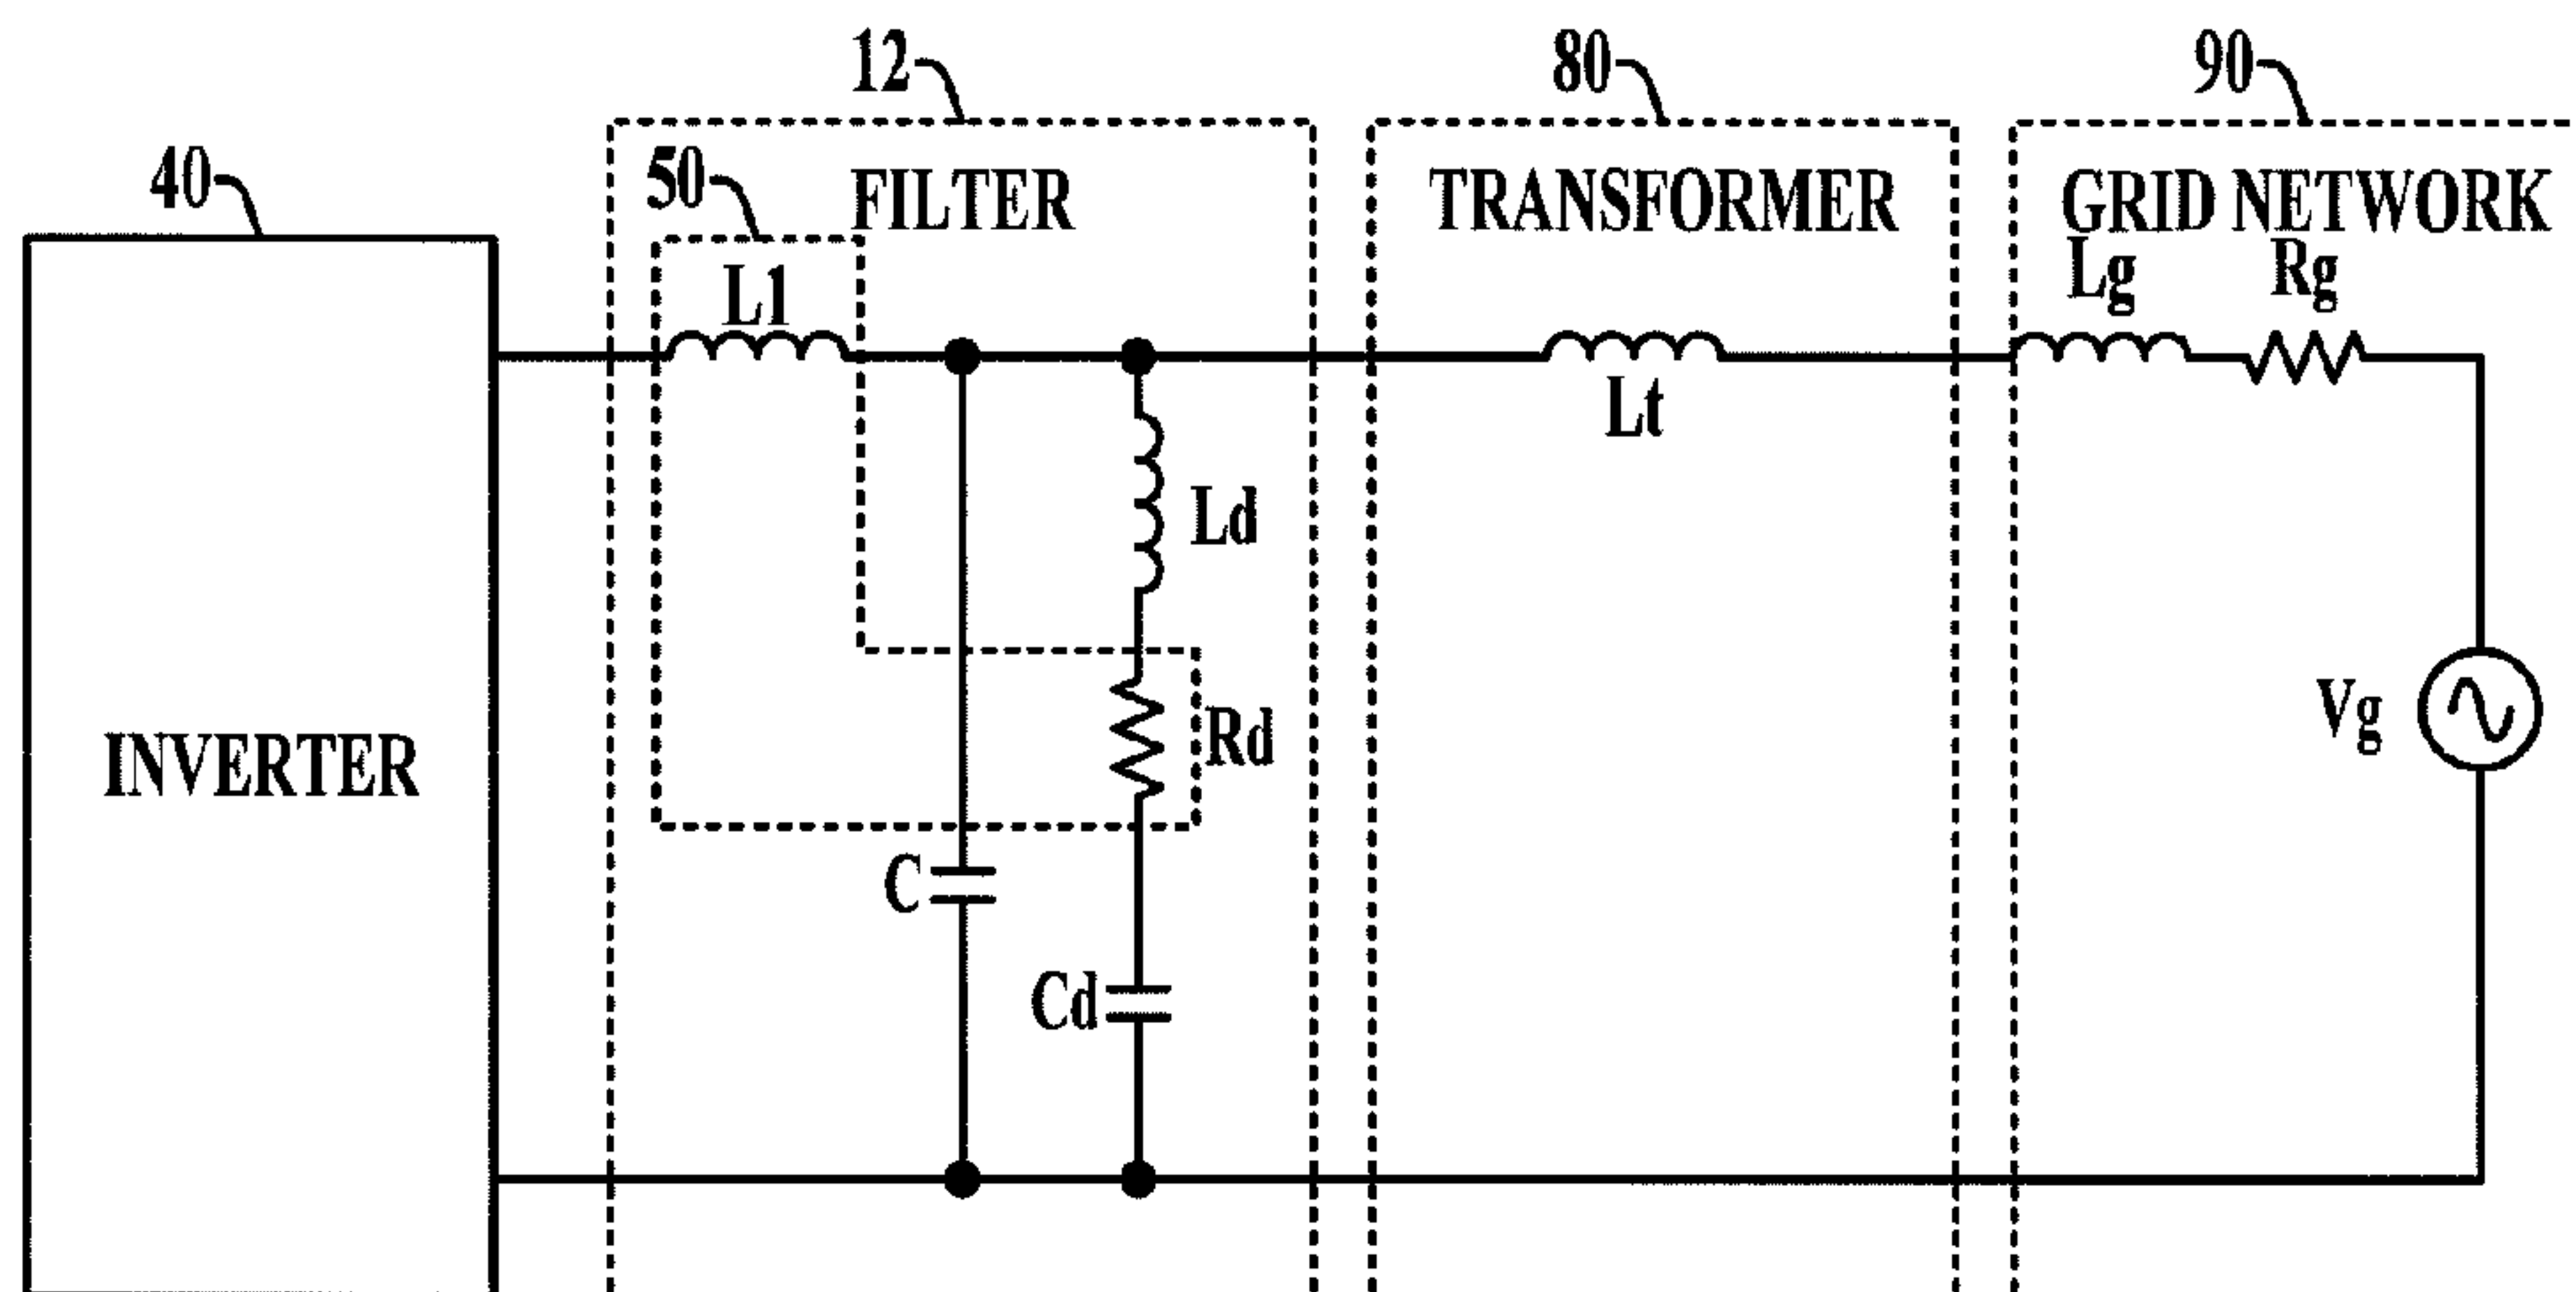 12
80
90
40
50
FILTER
TRANSFORMER
GRID NETWORK
L1
Lg
Rg
Lt
Ld
Rd
Vg
INVERTER
C
Cd